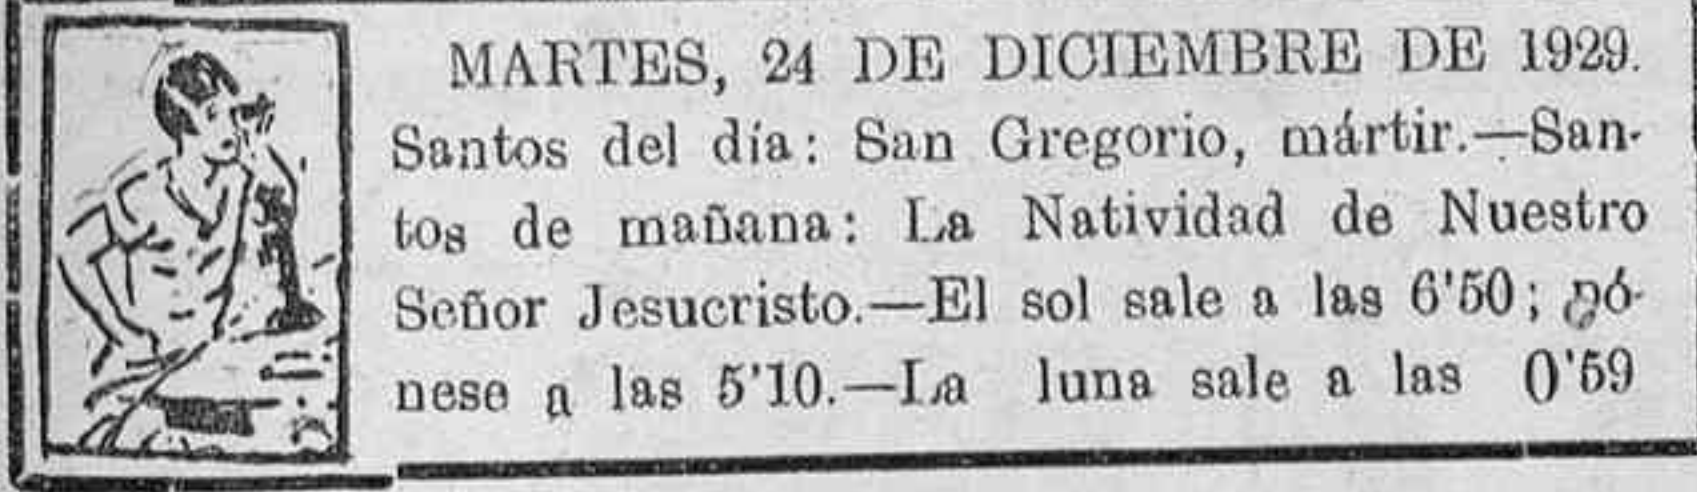 MARTES, 24 DE DICIEMBRE DE 1929.
Santos del día: San Gregorio, mártir.—San-
tos de mañana: La Natividad de Nuestro
Señor Jesucristo.—El sol sale a las 6'50; pó-
nese a las 5'10.—La luna sale a las 0'59